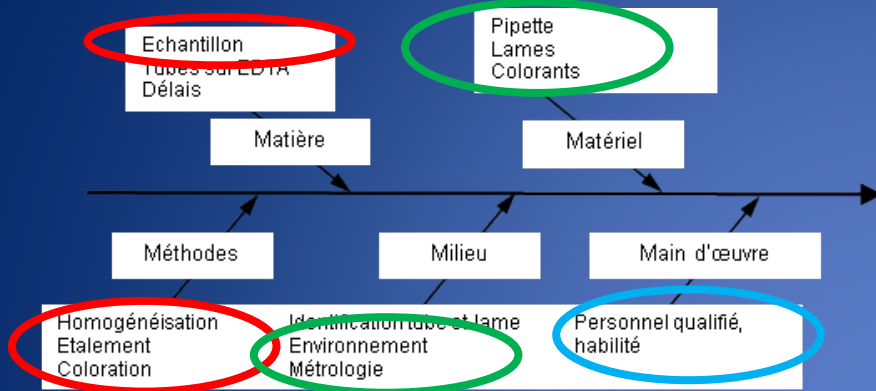 Echantillon
Tubes sur EDTA
Délais
Pipette
Lames
Colorants
Matière
Matériel
Méthodes
Milieu
Main d'œuvre
Homogénéisation
Etalement
Coloration
Identification tube et lame
Environnement
Métrologie
Personnel qualifié,
habilité